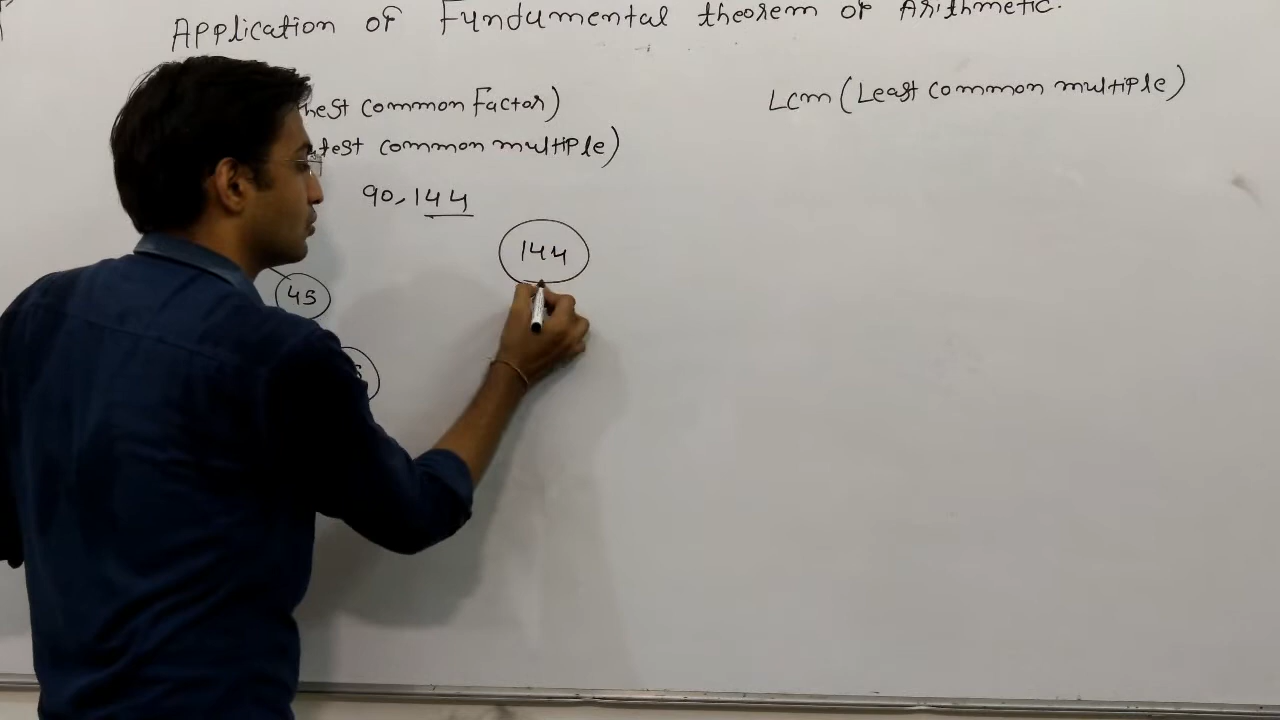 Application of Fundamental theorem of Arithmetic.
hest common Factor)
test common multiple)
Lcm (Least common multiple)
90, 144
144
45